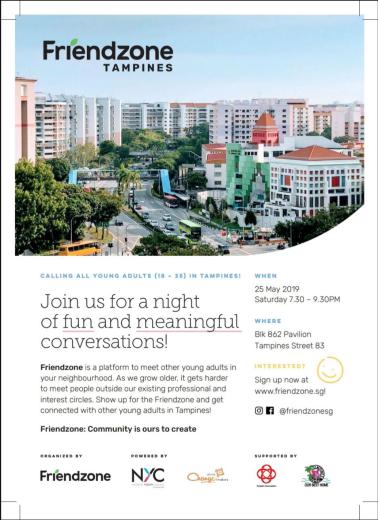 Friendzone
TAMPINES
CALLING ALL YOUNG ADULTS (18 - 35) IN TAMPINES!
Join us for a night
of fun and meaningful
conversations!
Friendzone is a platform to meet other young adults in
your neighbourhood. As we grow older, it gets harder
to meet people outside our existing professional and
interest circles. Show up for the Friendzone and get
connected with other young adults in Tampines!
Friendzone: Community is ours to create
WHEN
25 May 2019
Saturday 7.30 - 9.30PM
WHERE
Blk 862 Pavilion
Tampines Street 83
INTERESTED?
Sign up now at
www.friendzone.sg!
@friendzonesg
ORGANIZED BY
Friendzone
POWERED BY
NYC
Orange
SUPPORTED BY
OUR BEST HOME